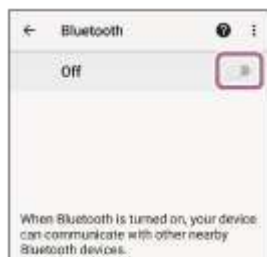 Bluetooth
Off
When Bluetooth is turned on, your device
can communicate with other nearby
Bluetooth devices.